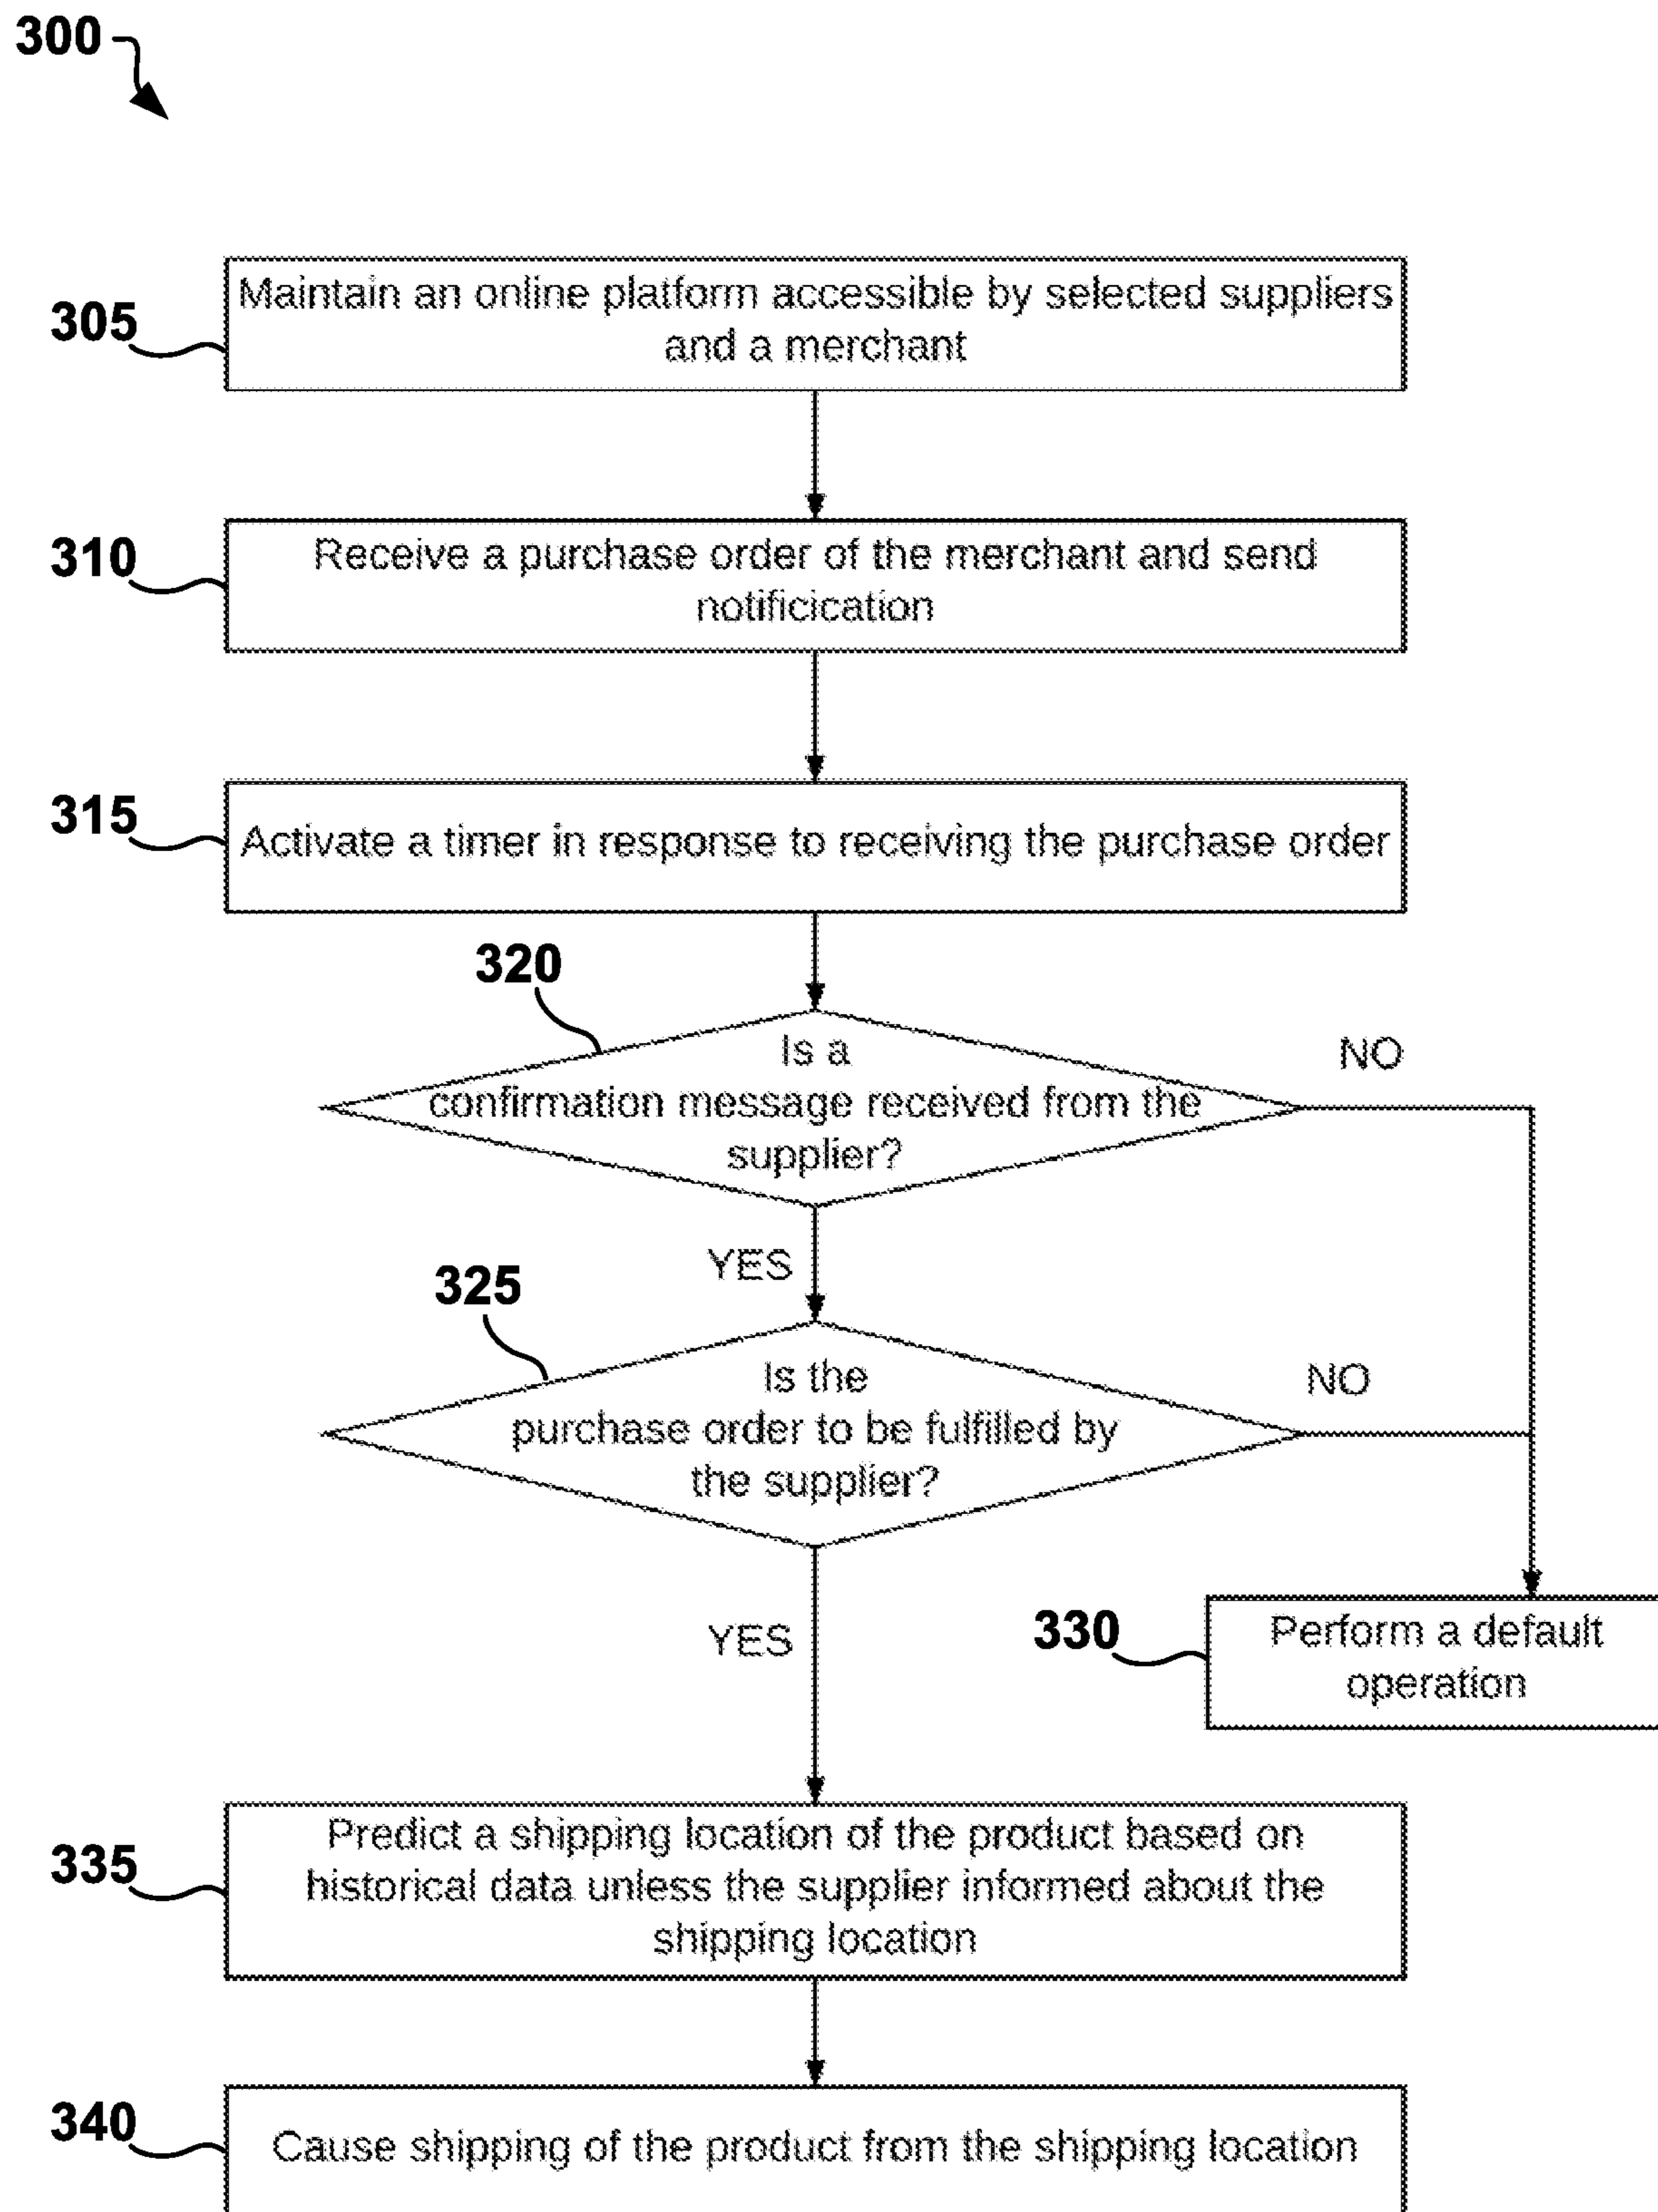 300
305
Maintain an online platform accessible by selected suppliers
and a merchant
310
Receive a purchase order of the merchant and send
notificication
315
Activate a timer in response to receiving the purchase order
320
Is a
confirmation message received from the
supplier?
NO
YES
325
Is the
purchase order to be fulfilled by
the supplier?
NO
YES
330
Perform a default
operation
335
Predict a shipping location of the product based on
historical data unless the supplier informed about the
shipping location
340
Cause shipping of the product from the shipping location